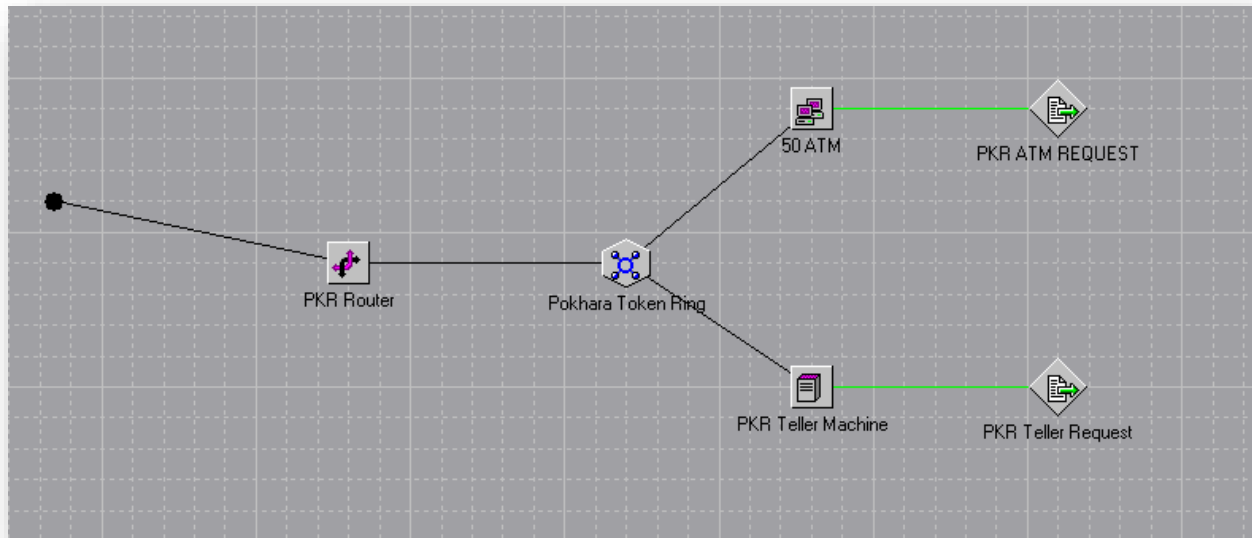 50 ATM
PKR ATM REQUEST
PKR Router
Pokhara Token Ring
PKR Teller Machine
PKR Teller Request